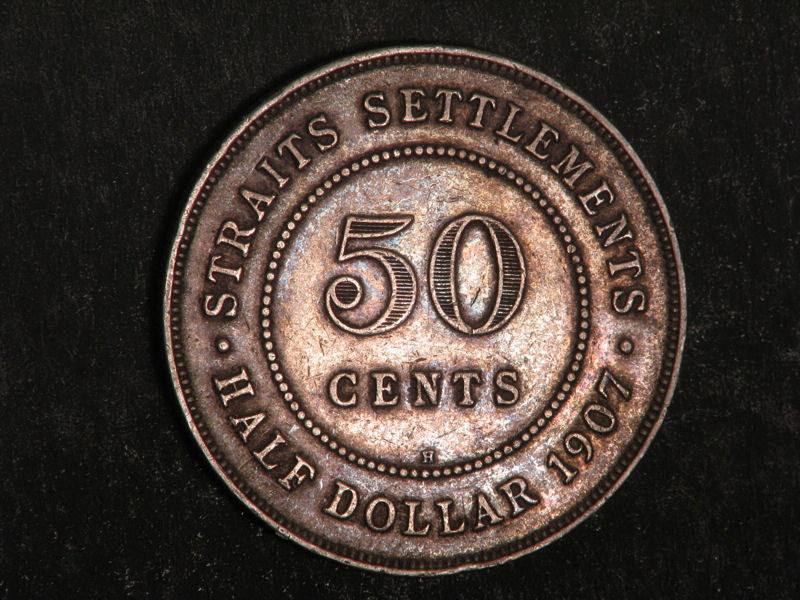 STRAITS SETTLEMENTS
50
CENTS
H
HALF DOLLAR 1907